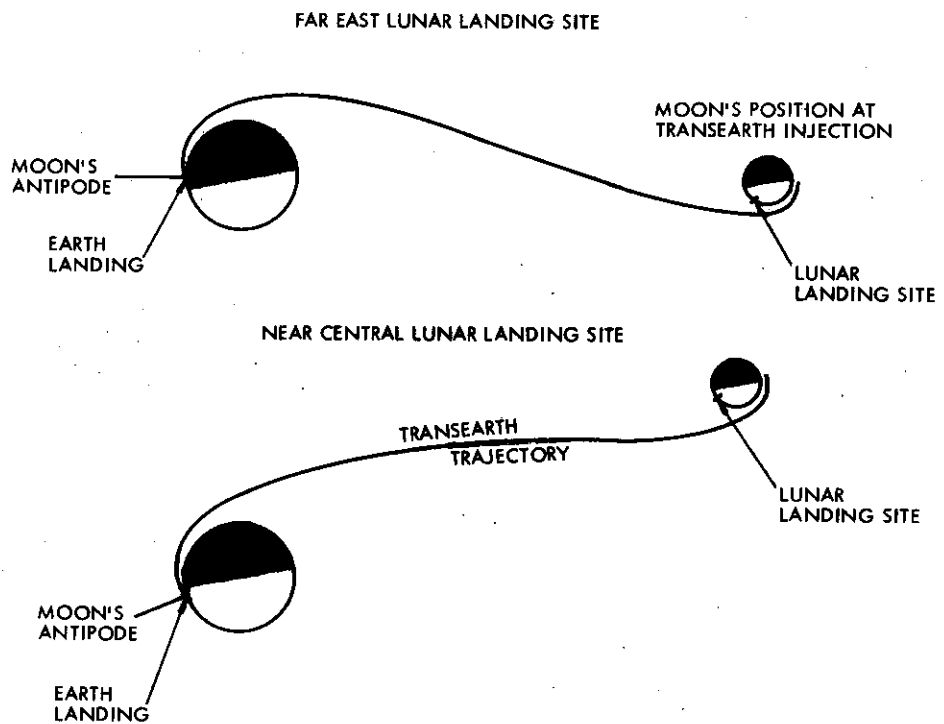 FAR EAST LUNAR LANDING SITE
MOON'S POSITION AT
TRANSEARTH INJECTION
MOON'S
ANTIPODE
EARTH
LANDING
LUNAR
LANDING SITE
NEAR CENTRAL LUNAR LANDING SITE
TRANSEARTH
TRAJECTORY
LUNAR
LANDING SITE
MOON'S
ANTIPODE
EARTH
LANDING